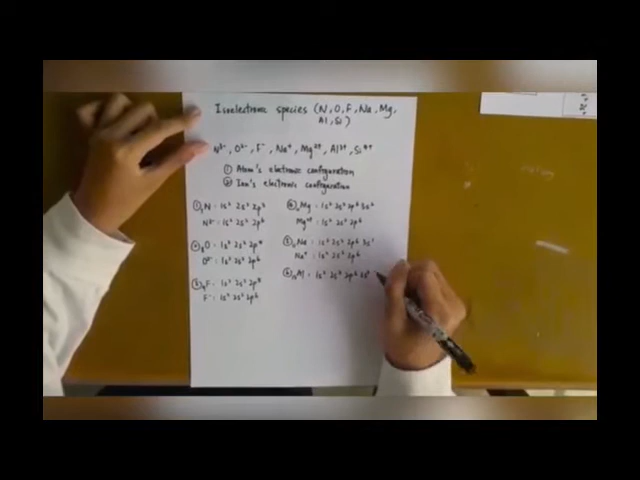 Isoelectronic species (N, O, F, Na, Mg,
Al, Si)
N³⁻, O²⁻, F⁻, Na⁺, Mg²⁺, Al³⁺, Si⁴⁺
① Atom's electronic configuration
② Ion's electronic configuration
① ₇N = 1s² 2s² 2p³
N³⁻ = 1s² 2s² 2p⁶
② ₈O = 1s² 2s² 2p⁴
O²⁻ = 1s² 2s² 2p⁶
③ ₉F = 1s² 2s² 2p⁵
F⁻ = 1s² 2s² 2p⁶
Mg = 1s² 2s² 2p⁶ 3s²
Mg²⁺ = 1s² 2s² 2p⁶
Na = 1s² 2s² 2p⁶ 3s¹
Na⁺ = 1s² 2s² 2p⁶
Al = 1s² 2s² 2p⁶ 3s²